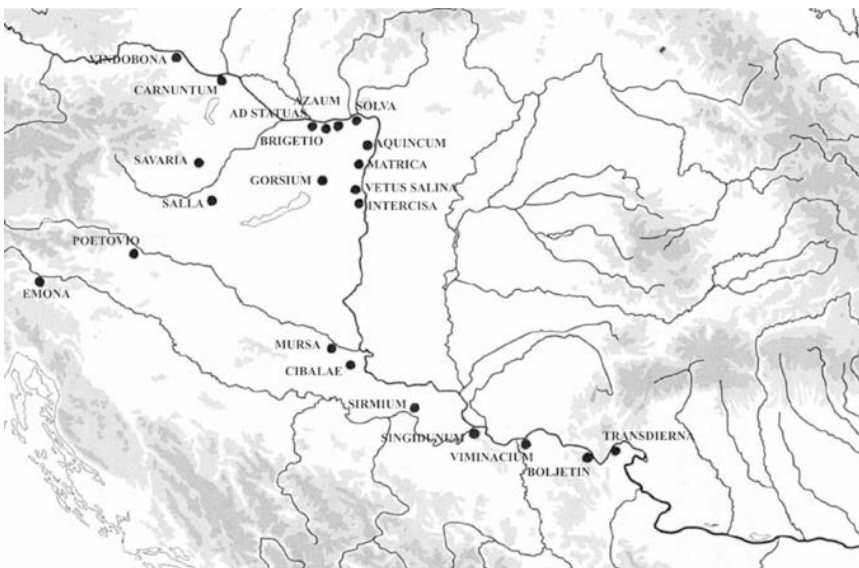 VINDOBONA
CARNUNTUM
AZAUM
AD STATUAS
SOLVA
BRIGETIO
AQUINCUM
SAVARIA
MATRICA
GORSIUM
VETUS SALINA
SALLA
INTERCISA
POETOVIO
EMONA
MURSA
CIBALAE
SIRMIUM
SINGIDUNUM
TRANSDIERNA
VIMINACIUM
BOLJETIN